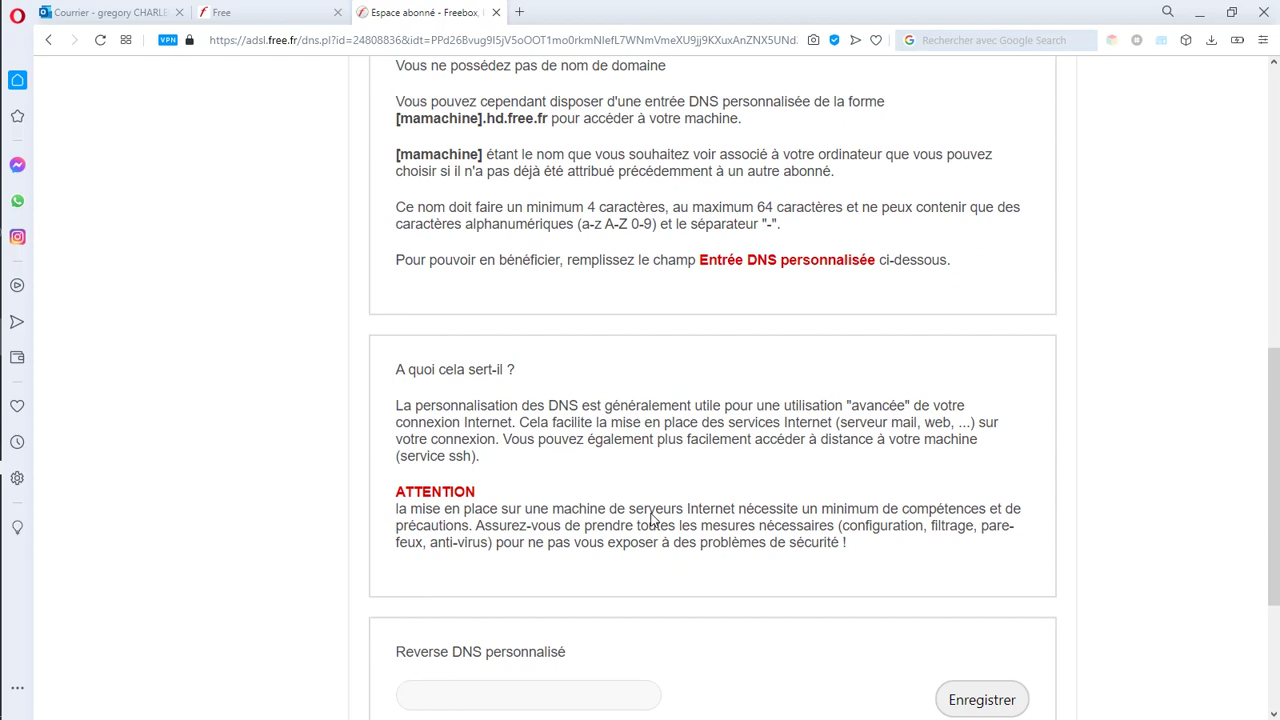 Courrier - gregory CHARLE
Free
Espace abonné - Freebox,
VPN
https://adsl.free.fr/dns.pl?id=24808836&idt=PPd26Bvug9I5jV5oOOT1mo0rkmNIefL7WNmVmeXU9jj9KXuxAnZNX5UNd.
Rechercher avec Google Search
Vous ne possédez pas de nom de domaine
Vous pouvez cependant disposer d'une entrée DNS personnalisée de la forme
[mamachine].hd.free.fr pour accéder à votre machine.
[mamachine] étant le nom que vous souhaitez voir associé à votre ordinateur que vous pouvez
choisir si il n'a pas déjà été attribué précédemment à un autre abonné.
Ce nom doit faire un minimum 4 caractères, au maximum 64 caractères et ne peux contenir que des
caractères alphanumériques (a-z A-Z 0-9) et le séparateur "-".
Pour pouvoir en bénéficier, remplissez le champ Entrée DNS personnalisée ci-dessous.
A quoi cela sert-il ?
La personnalisation des DNS est généralement utile pour une utilisation "avancée" de votre
connexion Internet. Cela facilite la mise en place des services Internet (serveur mail, web, ...) sur
votre connexion. Vous pouvez également plus facilement accéder à distance à votre machine
(service ssh).
ATTENTION
la mise en place sur une machine de serveurs Internet nécessite un minimum de compétences et de
précautions. Assurez-vous de prendre toutes les mesures nécessaires (configuration, filtrage, pare-
feux, anti-virus) pour ne pas vous exposer à des problèmes de sécurité !
Reverse DNS personnalisé
Enregistrer